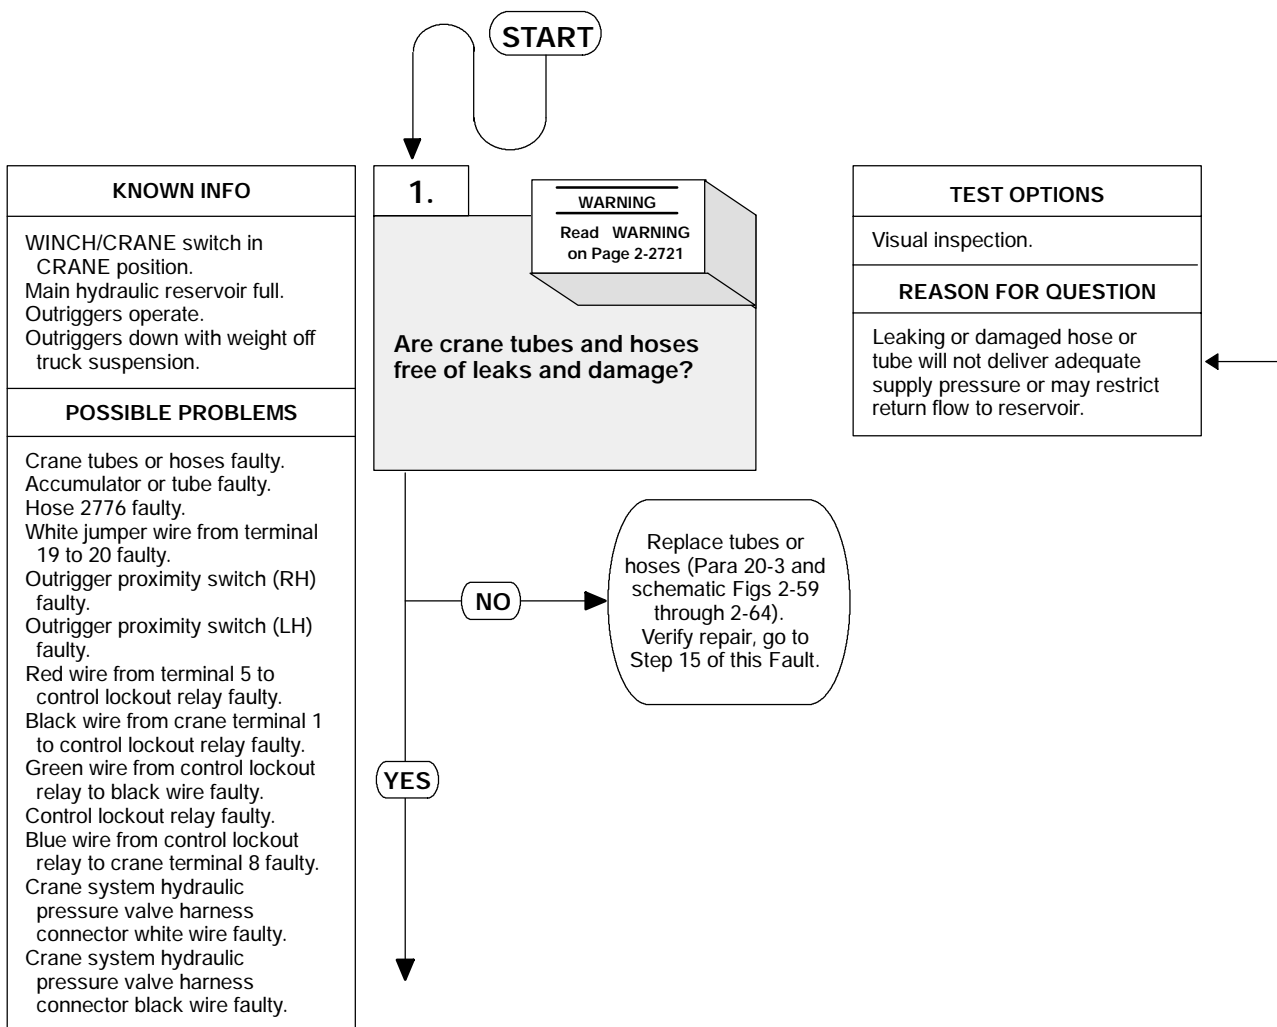 START
KNOWN INFO
WINCH/CRANE switch in
CRANE position.
Main hydraulic reservoir full.
Outriggers operate.
Outriggers down with weight off
truck suspension.
POSSIBLE PROBLEMS
Crane tubes or hoses faulty.
Accumulator or tube faulty.
Hose 2776 faulty.
White jumper wire from terminal
19 to 20 faulty.
Outrigger proximity switch (RH)
faulty.
Outrigger proximity switch (LH)
faulty.
Red wire from terminal 5 to
control lockout relay faulty.
Black wire from crane terminal 1
to control lockout relay faulty.
Green wire from control lockout
relay to black wire faulty.
Control lockout relay faulty.
Blue wire from control lockout
relay to crane terminal 8 faulty.
Crane system hydraulic
pressure valve harness
connector white wire faulty.
Crane system hydraulic
pressure valve harness
connector black wire faulty.
1.
WARNING
Read WARNING
on Page 2-2721
Are crane tubes and hoses
free of leaks and damage?
NO
Replace tubes or
hoses (Para 20-3 and
schematic Figs 2-59
through 2-64).
Verify repair, go to
Step 15 of this Fault.
YES
TEST OPTIONS
Visual inspection.
REASON FOR QUESTION
Leaking or damaged hose or
tube will not deliver adequate
supply pressure or may restrict
return flow to reservoir.